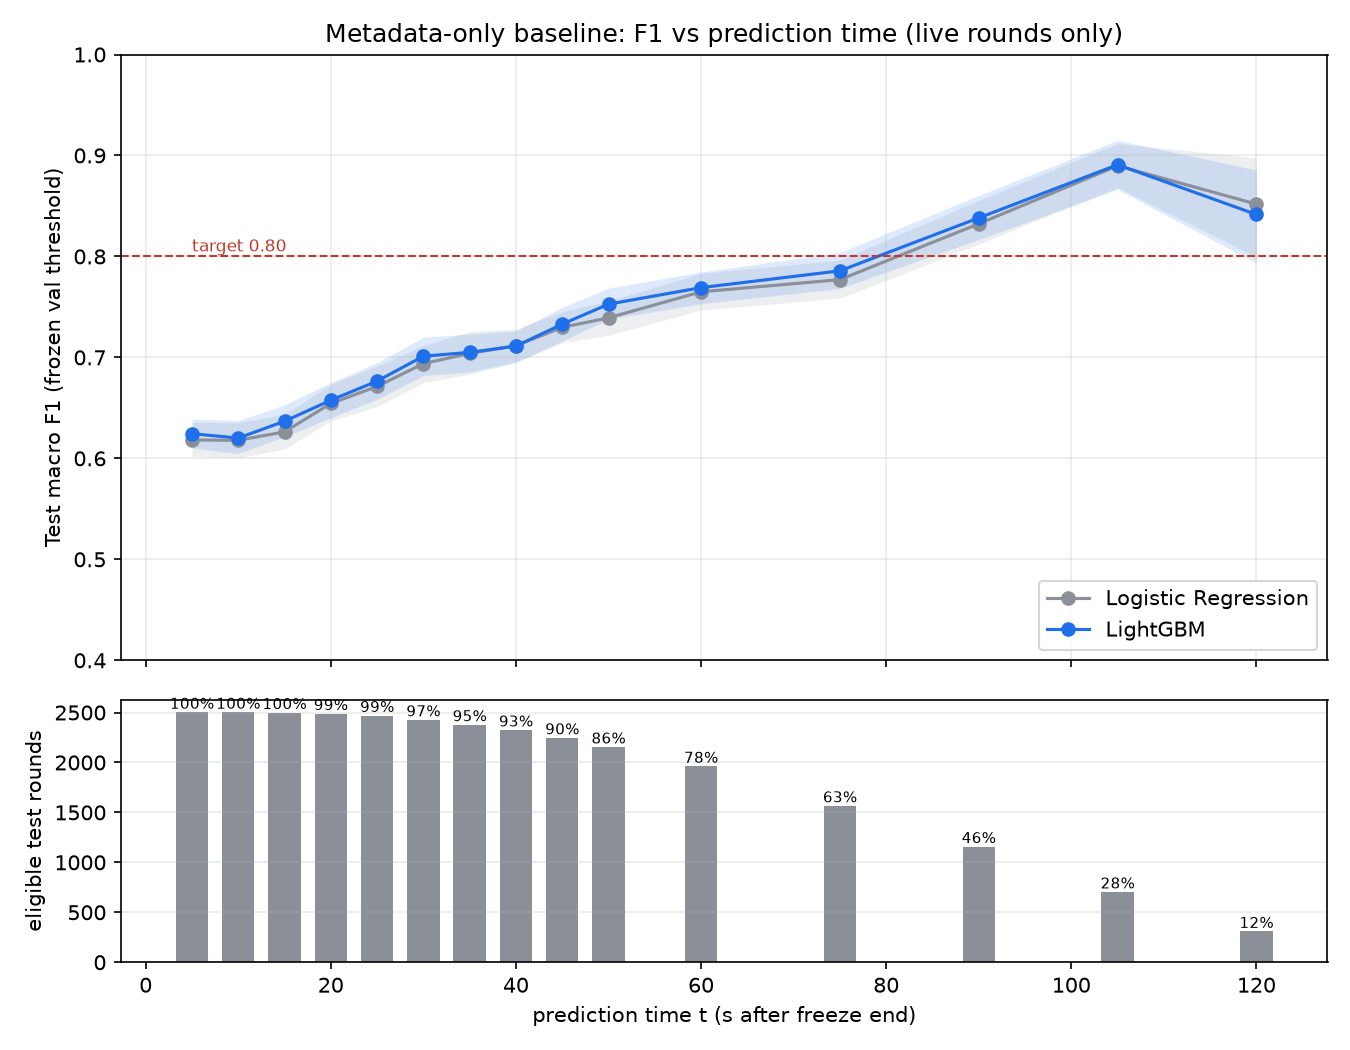 Metadata-only baseline: F1 vs prediction time (live rounds only)
Test macro F1 (frozen val threshold)
1.0
0.9
0.8
0.7
0.6
0.5
0.4
target 0.80
Logistic Regression
LightGBM
eligible test rounds
2500
2000
1500
1000
500
0
100% 100% 100% 99% 99% 97% 95% 93% 90% 86% 78% 63% 46% 28% 12%
0 20 40 60 80 100 120
prediction time t (s after freeze end)